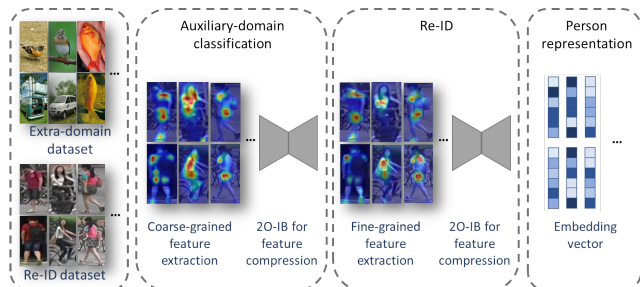 Auxiliary-domain
classification
Re-ID
Person
representation
...
Extra-domain
dataset
...
Re-ID dataset
...
Coarse-grained
feature
extraction
2O-IB for
feature
compression
...
Fine-grained
feature
extraction
2O-IB for
feature
compression
...
Embedding
vector